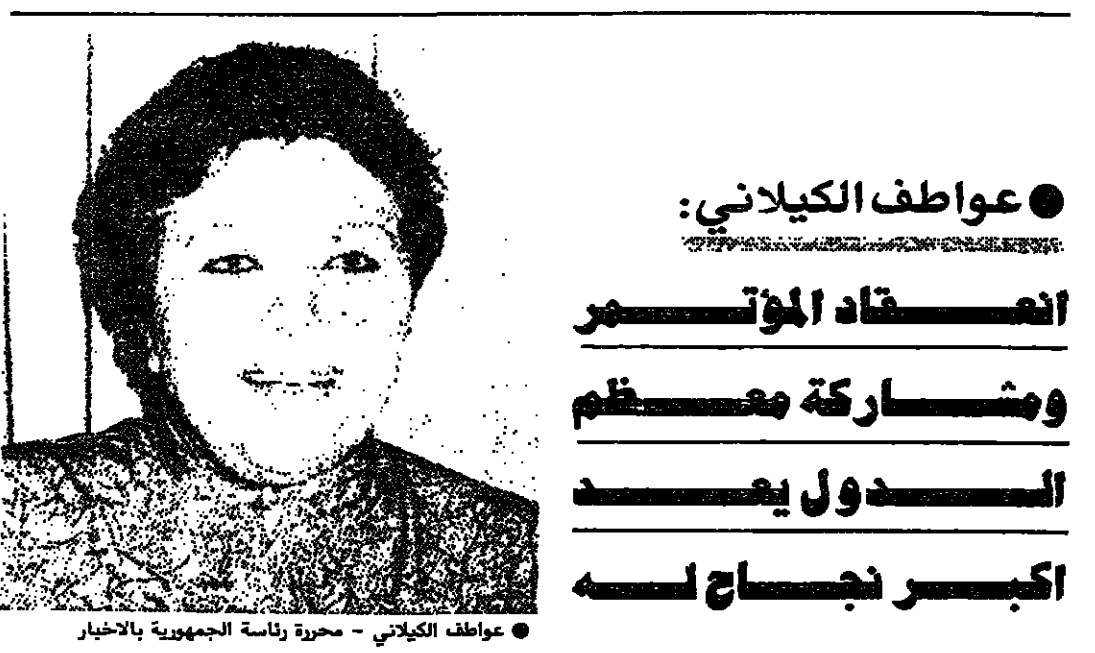 ● عواطف الكيلاني:
انعقاد المؤتمر
ومشاركة معظم
الدول يعد
اكبر نجاح له
● عواطف الكيلاني - محررة رئاسة الجمهورية بالاخبار